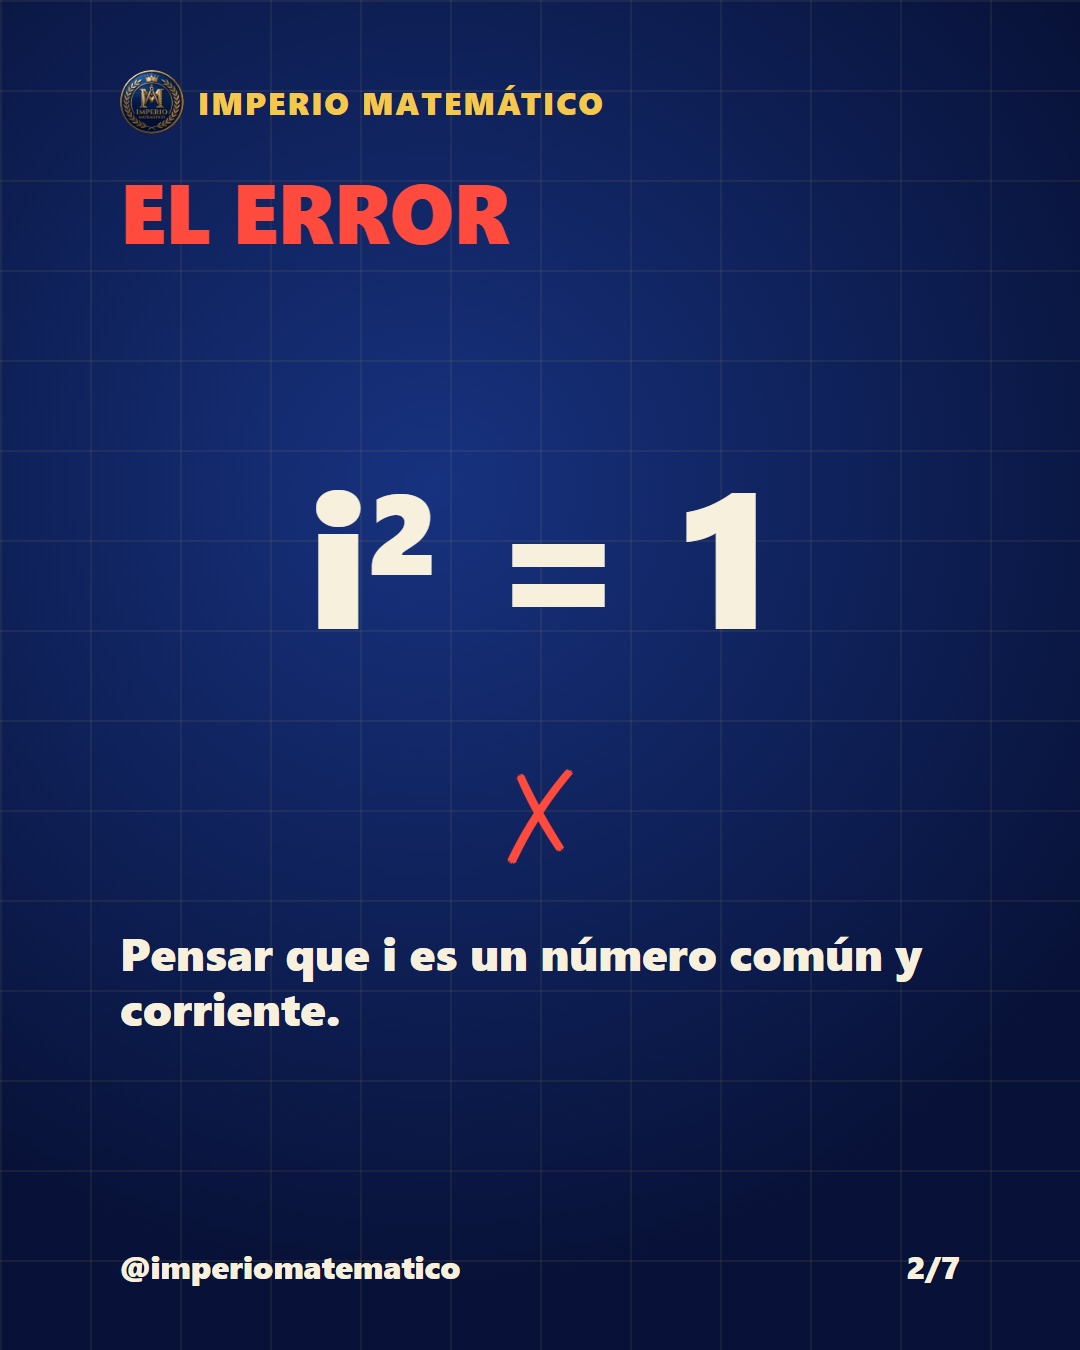 IMPERIO MATEMÁTICO
EL ERROR
i² = 1
Pensar que i es un número común y
corriente.
@imperiomatematico
2/7